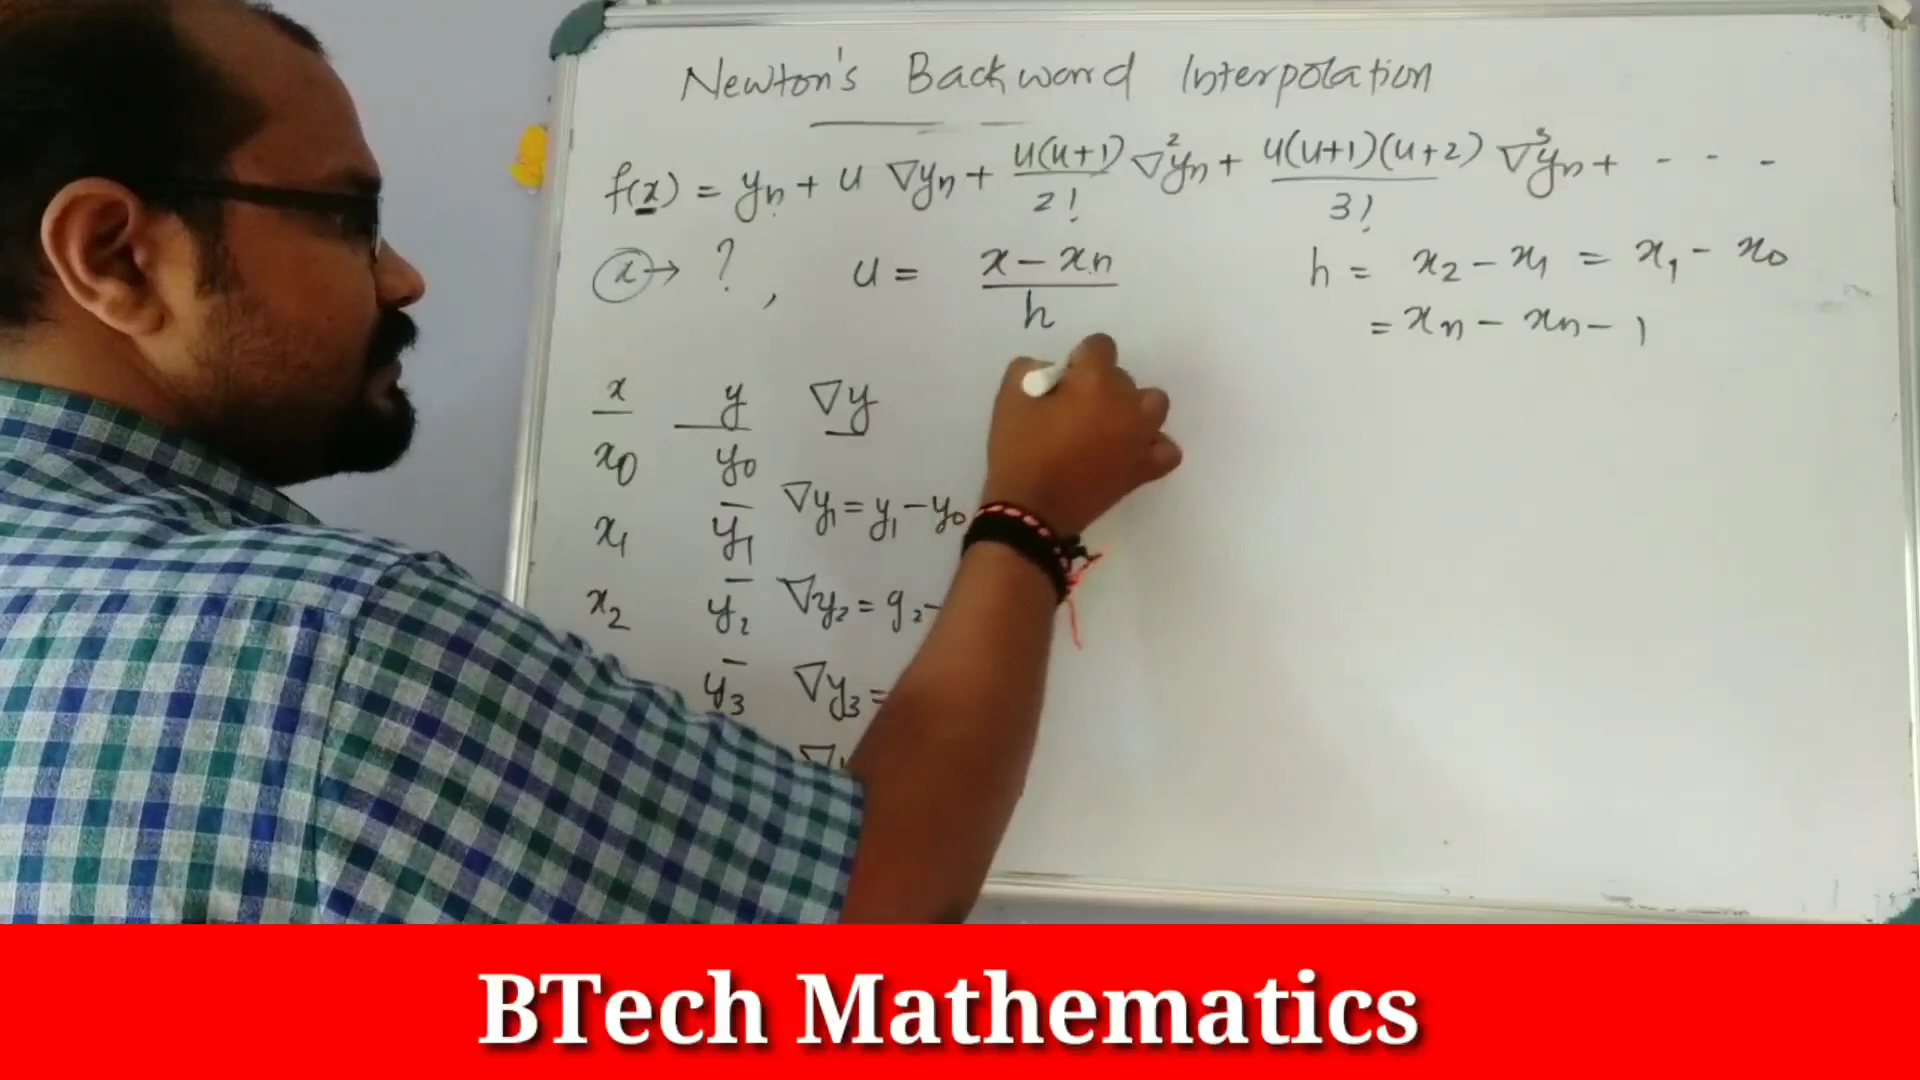 Newton's Backward Interpolation
f(x) = yn + u ∇yn + u(u+1)/2! ∇²yn + u(u+1)(u+2)/3! ∇³yn + - - -
x → ? , u = x - xn / h h = x2 - x1 = x1 - x0
= xn - xn-1
x y ∇y
x0 y0
∇y1 = y1 - y0
x1 y1
x2 y2 ∇y2 = y2 -
y3 ∇y3 =
∇y
BTech Mathematics